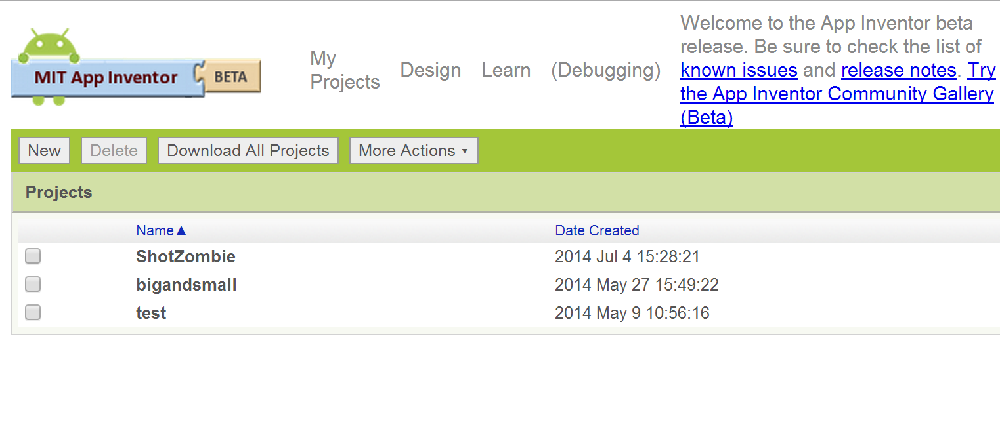 MIT App Inventor BETA
My Projects
Design
Learn
(Debugging)
Welcome to the App Inventor beta
release. Be sure to check the list of
known issues and release notes. Try
the App Inventor Community Gallery
(Beta)
New
Delete
Download All Projects
More Actions ▾
Projects
Name▲ Date Created
ShotZombie 2014 Jul 4 15:28:21
bigandsmall 2014 May 27 15:49:22
test 2014 May 9 10:56:16